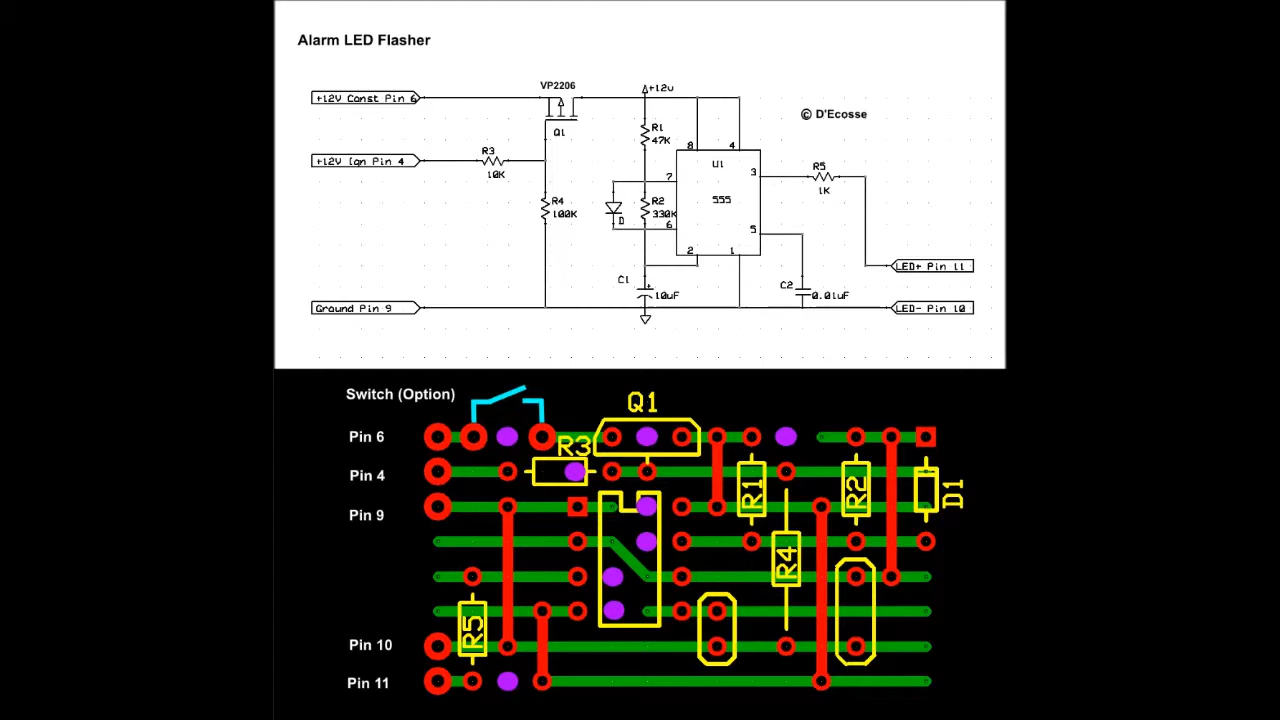 Alarm LED Flasher
VP2206
+12v
+12V Const Pin 6
© D'Ecosse
Q1
R1
47K
R3
8
4
U1
+12V Ign Pin 4
10K
7
3
R5
1K
R4
100K
D
R2
330K
555
6
5
2
1
C1
10uF
C2
0.01uF
LED+ Pin 11
Ground Pin 9
LED- Pin 10
Switch (Option)
Q1
Pin 6
R3
Pin 4
R1
R2
D1
Pin 9
R4
R5
Pin 10
Pin 11